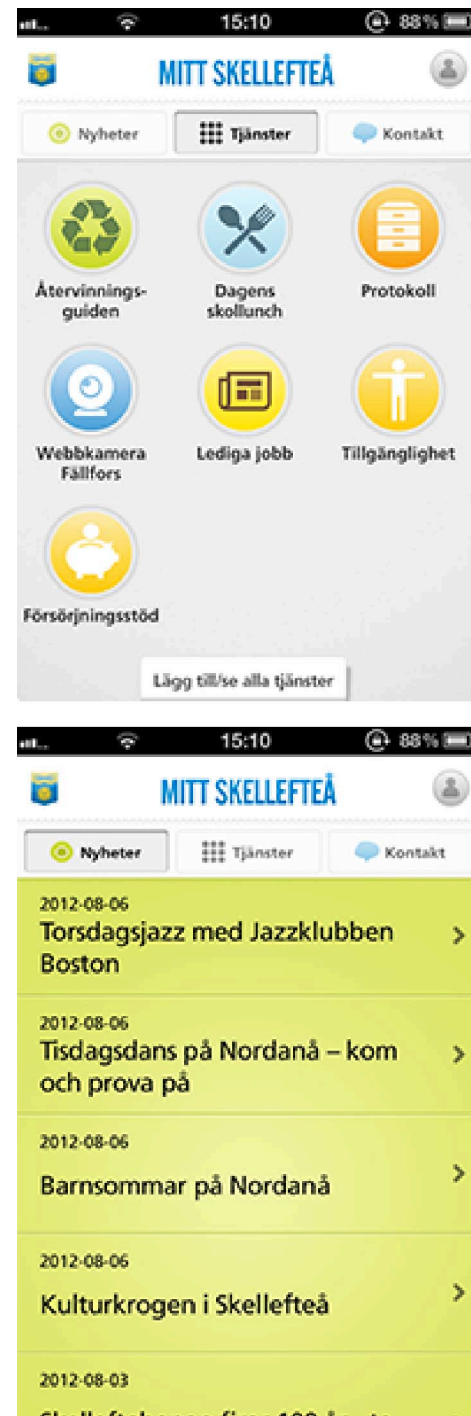 15:10 88%
MITT SKELLEFTEÅ
Nyheter Tjänster Kontakt
Återvinnings-
guiden
Dagens
skollunch
Protokoll
Webbkamera
Fällfors
Lediga jobb
Tillgänglighet
Försörjningsstöd
Lägg till/se alla tjänster
15:10 88%
MITT SKELLEFTEÅ
Nyheter Tjänster Kontakt
2012-08-06
Torsdagsjazz med Jazzklubben
Boston
2012-08-06
Tisdagsdans på Nordanå – kom
och prova på
2012-08-06
Barnsommar på Nordanå
2012-08-06
Kulturkrogen i Skellefteå
2012-08-03